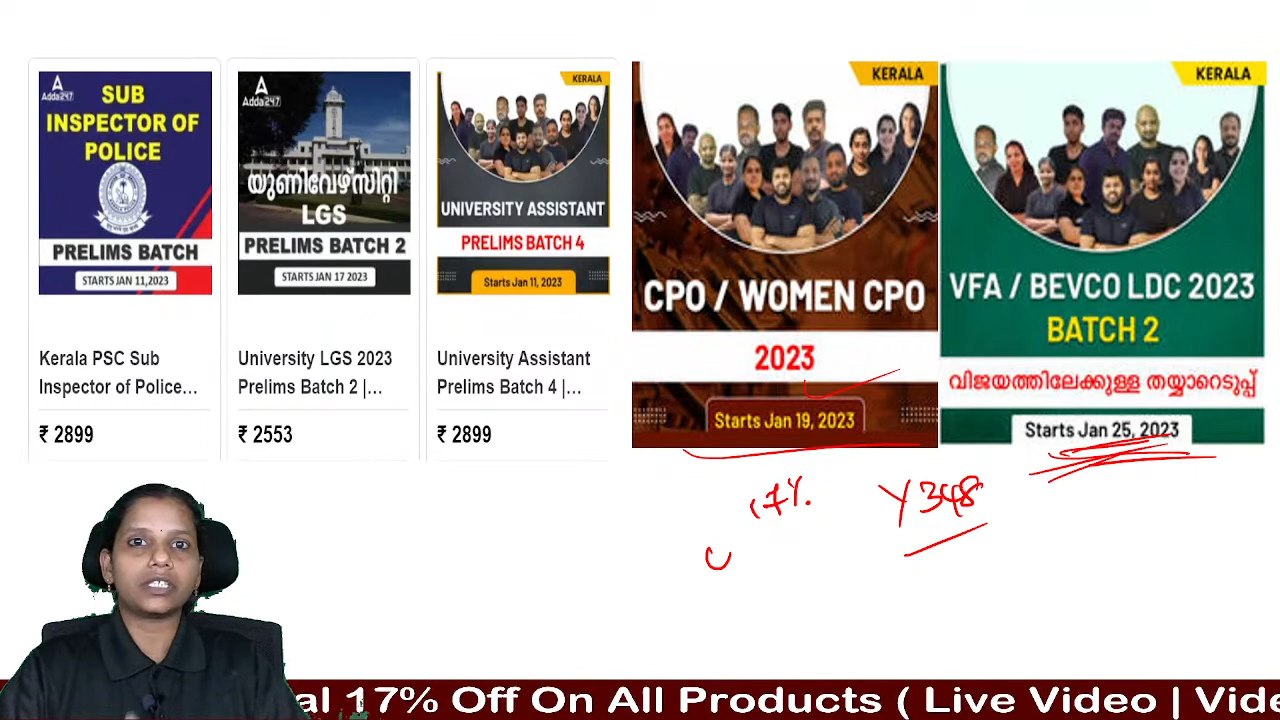 Adda247
SUB
INSPECTOR OF
POLICE
PRELIMS BATCH
STARTS JAN 11,2023
Kerala PSC Sub
Inspector of Police...
₹ 2899
Adda247
യൂണിവേഴ്സിറ്റി
LGS
PRELIMS BATCH 2
STARTS JAN 17 2023
University LGS 2023
Prelims Batch 2 |...
₹ 2553
KERALA
UNIVERSITY ASSISTANT
PRELIMS BATCH 4
Starts Jan 11, 2023
University Assistant
Prelims Batch 4 |...
₹ 2899
KERALA
CPO / WOMEN CPO
2023
Starts Jan 19, 2023
KERALA
VFA / BEVCO LDC 2023
BATCH 2
വിജയത്തിലേക്കുള്ള തയ്യാറെടുപ്പ്
Starts Jan 25, 2023
17%
Y348
al 17% Off On All Products ( Live Video | Vide